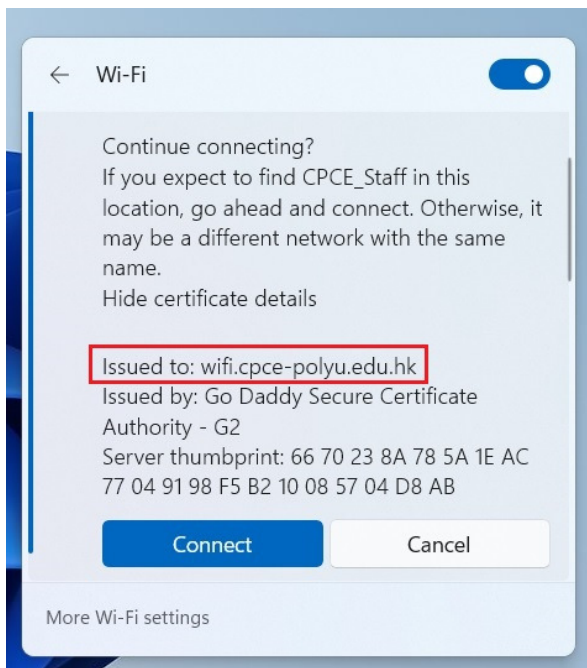 Wi-Fi
Continue connecting?
If you expect to find CPCE_Staff in this
location, go ahead and connect. Otherwise, it
may be a different network with the same
name.
Hide certificate details
Issued to: wifi.cpce-polyu.edu.hk
Issued by: Go Daddy Secure Certificate
Authority - G2
Server thumbprint: 66 70 23 8A 78 5A 1E AC
77 04 91 98 F5 B2 10 08 57 04 D8 AB
Connect Cancel
More Wi-Fi settings